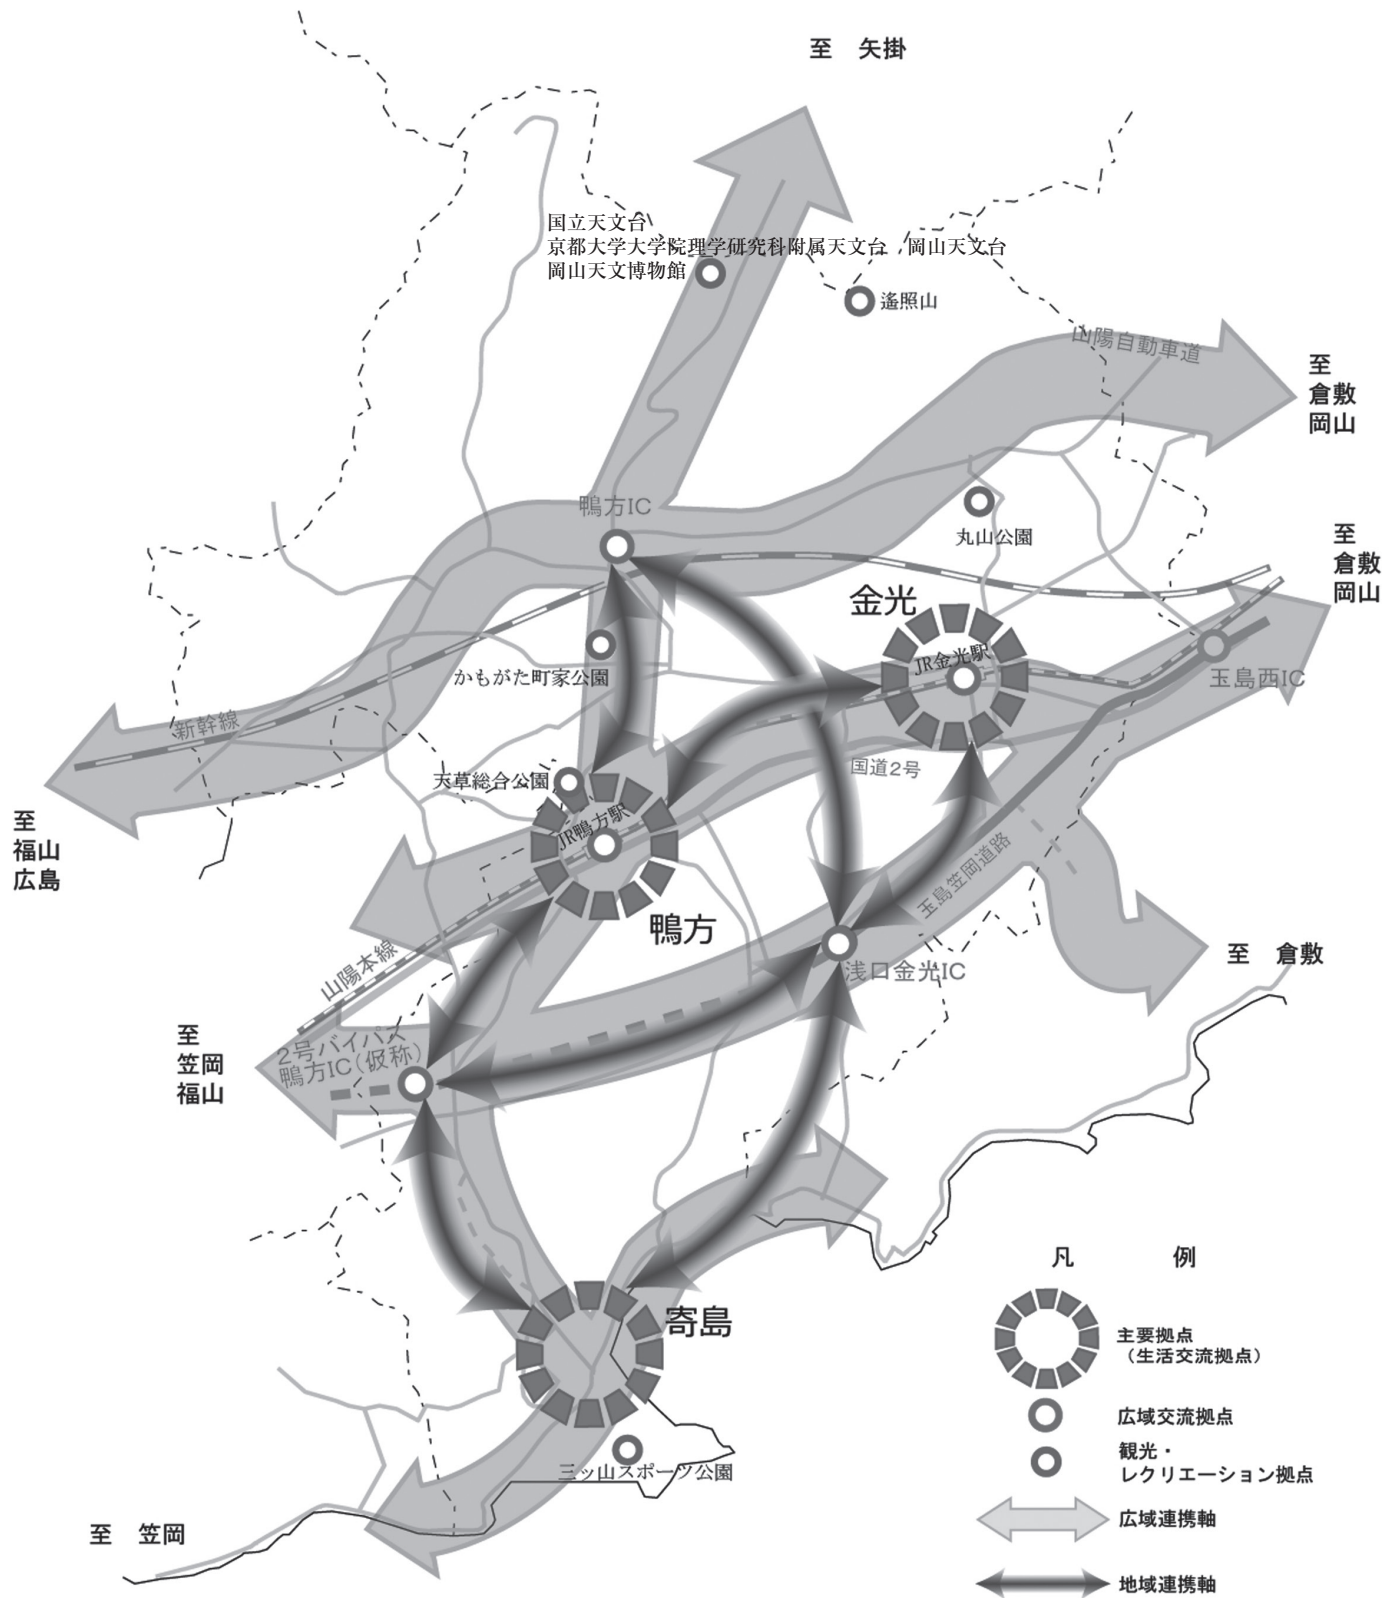 至 矢掛
国立天文台
京都大学大学院理学研究科附属天文台 岡山天文台
岡山天文博物館
遙照山
山陽自動車道
至
倉敷
岡山
鴨方IC
丸山公園
至
倉敷
岡山
金光
JR金光駅
かもがた町家公園
玉島西IC
新幹線
国道2号
天草総合公園
JR鴨方駅
至
福山
広島
玉島笠岡道路
鴨方
山陽本線
浅口金光IC
至 倉敷
至
笠岡
福山
2号バイパス
鴨方IC(仮称)
寄島
三ッ山スポーツ公園
至 笠岡
凡 例
主要拠点
(生活交流拠点)
広域交流拠点
観光・
レクリエーション拠点
広域連携軸
地域連携軸